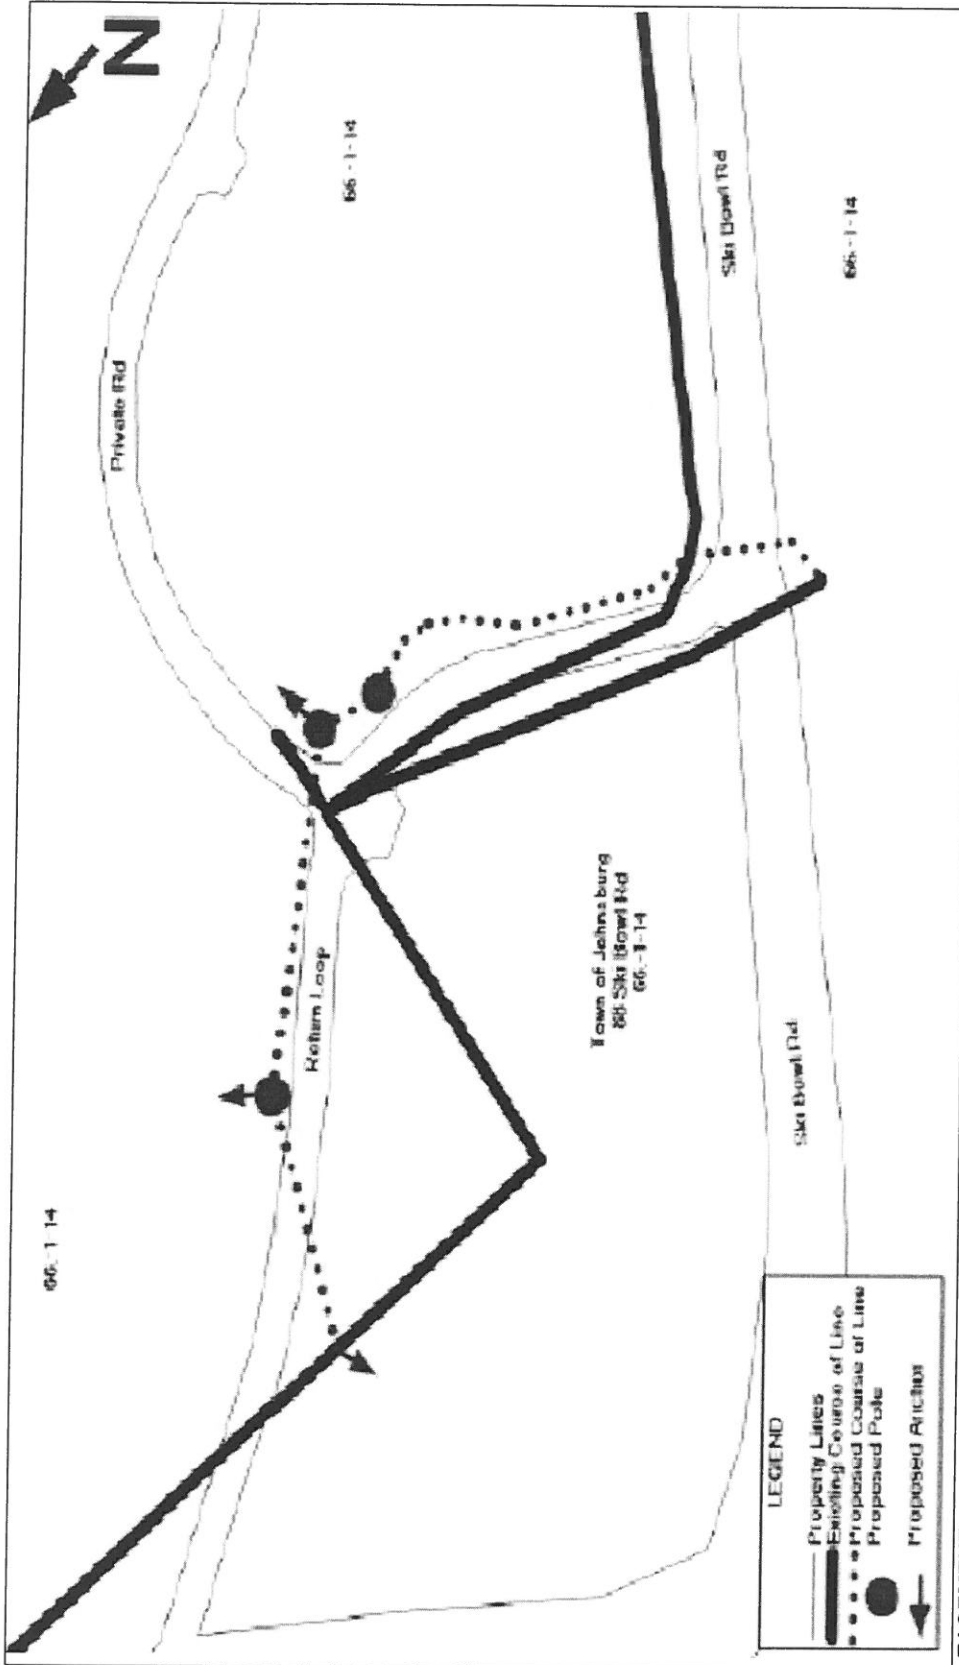 N
66.-1-14
Private Rd
66.-1-14
Return Loop
Ski Bowl Rd
66.-1-14
Town of Johnsburg
88 Ski Bowl Rd
66.-1-14
Ski Bowl Rd
LEGEND
Property Lines
Existing Course of Line
Proposed Course of Line
Proposed Pole
Proposed Anchor